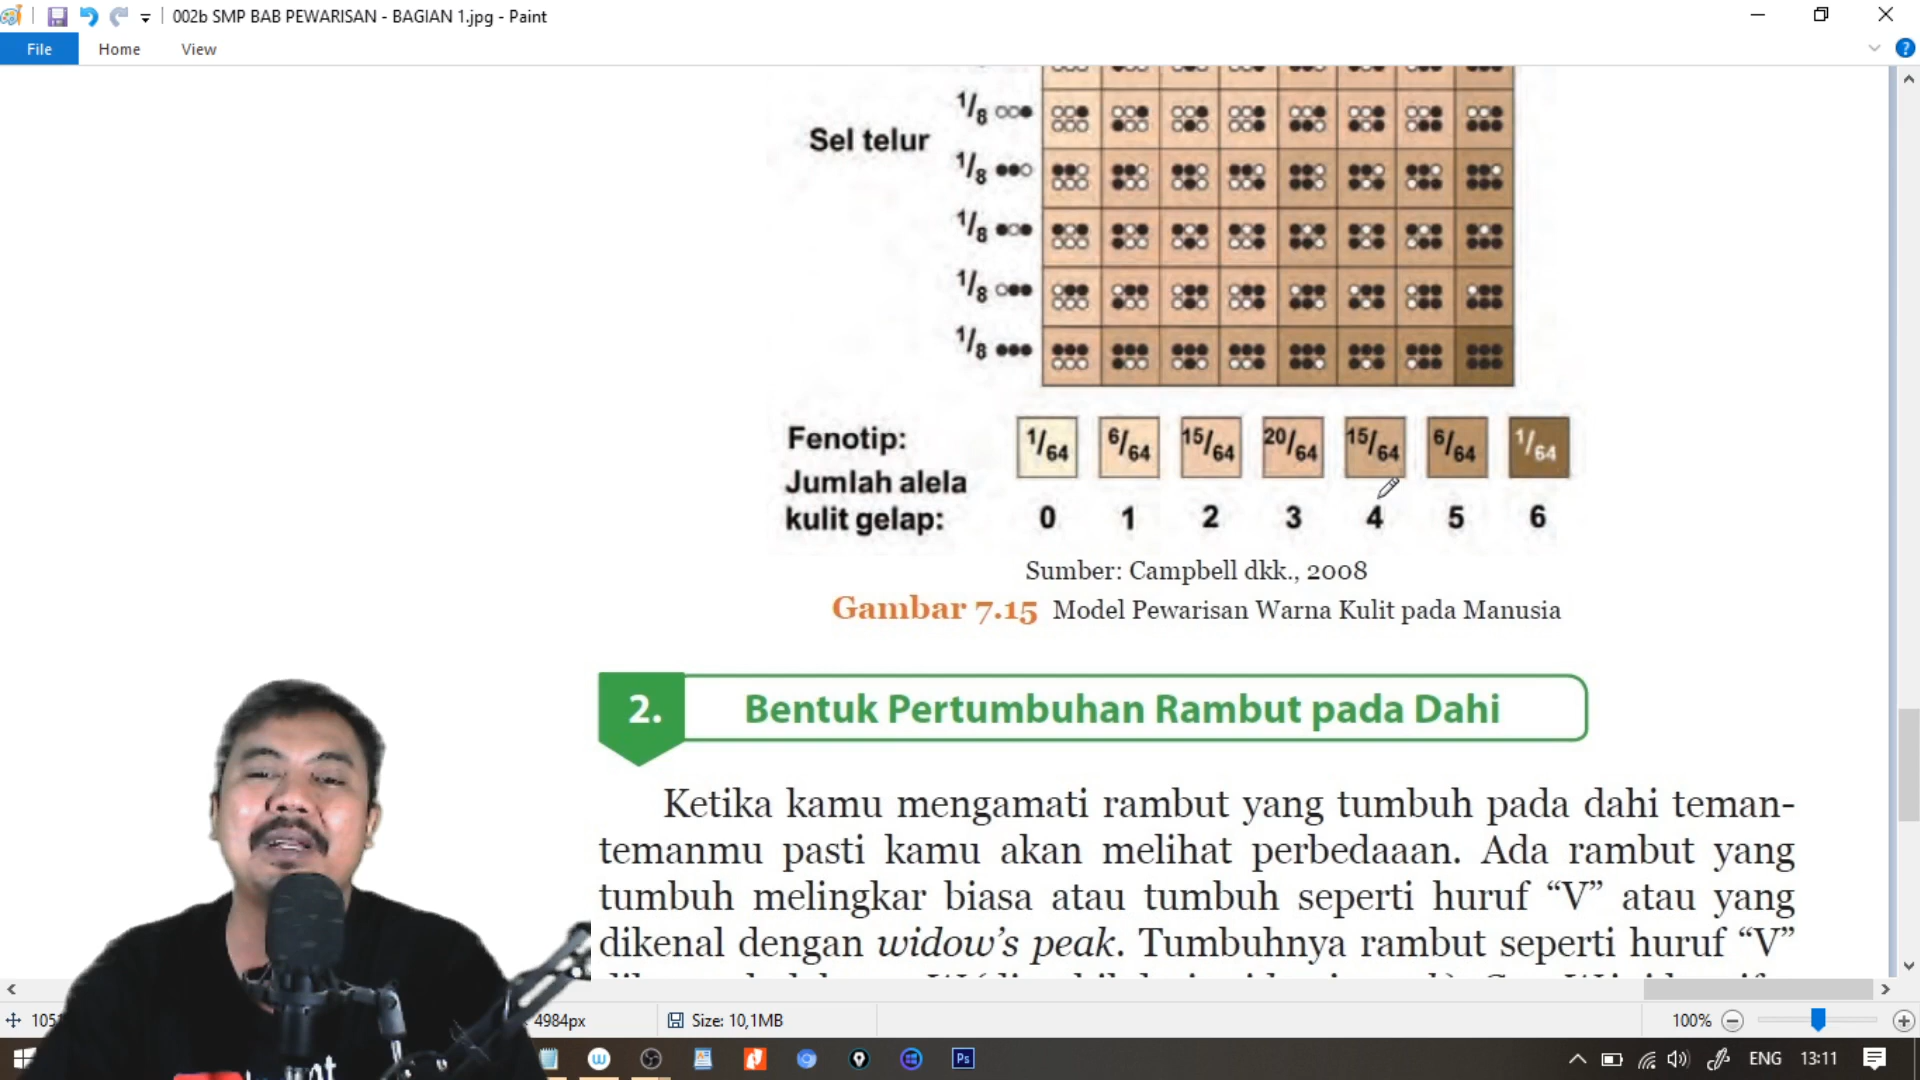 002b SMP BAB PEWARISAN - BAGIAN 1.jpg - Paint
File Home View
1/8
Sel telur
1/8
1/8
1/8
1/8
Fenotip: 1/64 6/64 15/64 20/64 15/64 6/64 1/64
Jumlah alela
kulit gelap: 0 1 2 3 4 5 6
Sumber: Campbell dkk., 2008
Gambar 7.15 Model Pewarisan Warna Kulit pada Manusia
2. Bentuk Pertumbuhan Rambut pada Dahi
Ketika kamu mengamati rambut yang tumbuh pada dahi teman-
temanmu pasti kamu akan melihat perbedaaan. Ada rambut yang
tumbuh melingkar biasa atau tumbuh seperti huruf “V” atau yang
dikenal dengan widow’s peak. Tumbuhnya rambut seperti huruf “V”
4984px Size: 10,1MB 100%
W Ps ENG 13:11